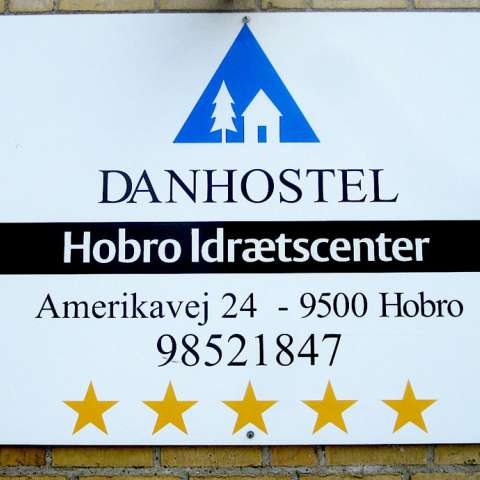 DANHOSTEL
Hobro Idrætscenter
Amerikavej 24 - 9500 Hobro
98521847